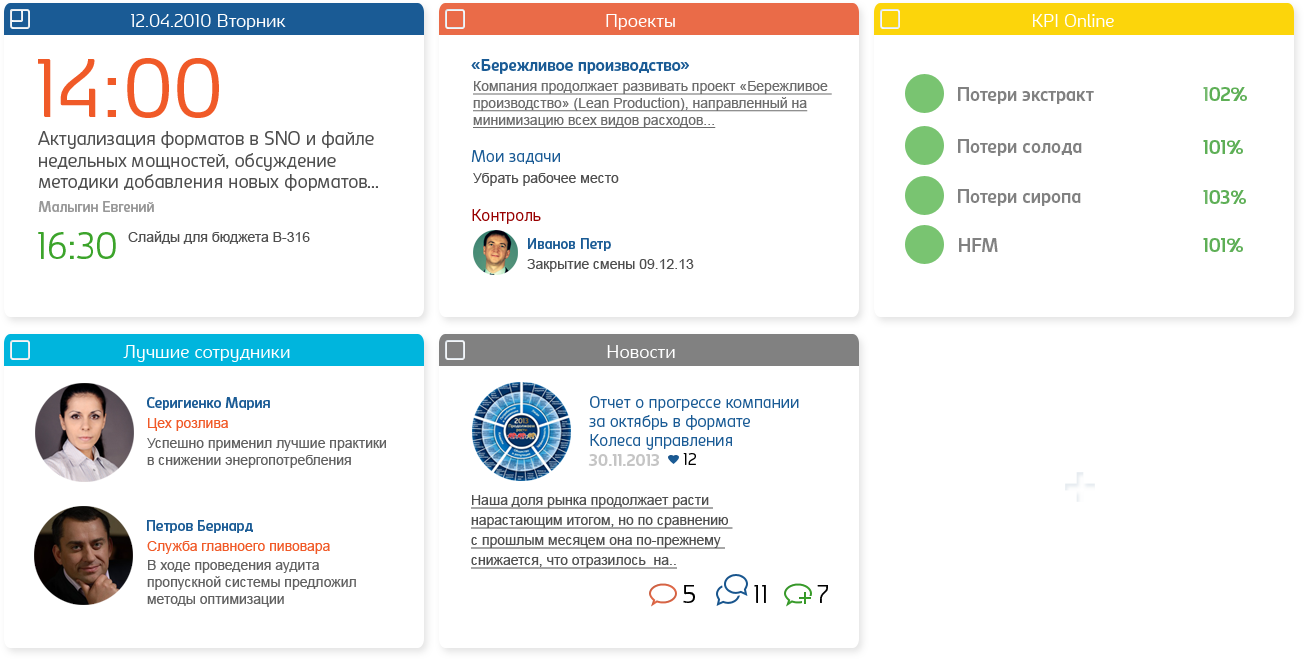 12.04.2010 Вторник
14:00
Актуализация форматов в SNO и файле
недельных мощностей, обсуждение
методики добавления новых форматов...
Малыгин Евгений
16:30 Слайды для бюджета В-316
Проекты
«Бережливое производство»
Компания продолжает развивать проект «Бережливое
производство» (Lean Production), направленный на
минимизацию всех видов расходов...
Мои задачи
Убрать рабочее место
Контроль
Иванов Петр
Закрытие смены 09.12.13
KPI Online
Потери экстракт 102%
Потери солода 101%
Потери сиропа 103%
HFM 101%
Лучшие сотрудники
Серигиенко Мария
Цех розлива
Успешно применил лучшие практики
в снижении энергопотребления
Петров Бернард
Служба главноего пивовара
В ходе проведения аудита
пропускной системы предложил
методы оптимизации
Новости
2013
Отчет о прогрессе компании
за октябрь в формате
Колеса управления
30.11.2013 12
Наша доля рынка продолжает расти
нарастающим итогом, но по сравнению
с прошлым месяцем она по-прежнему
снижается, что отразилось на..
5 11 7